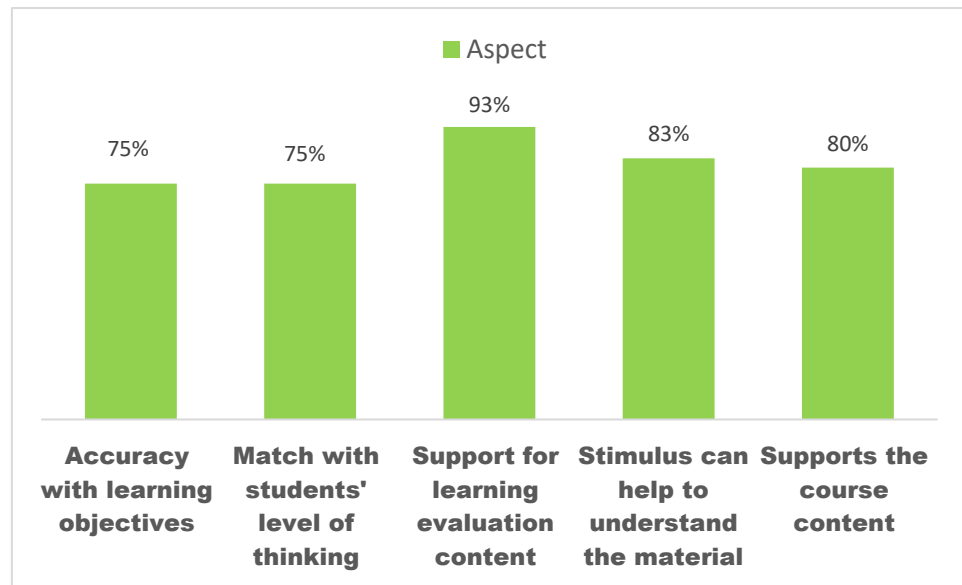 Aspect
75%
75%
93%
83%
80%
Accuracy
with learning
objectives
Match with
students'
level of
thinking
Support for
learning
evaluation
content
Stimulus can
help to
understand
the material
Supports the
course
content